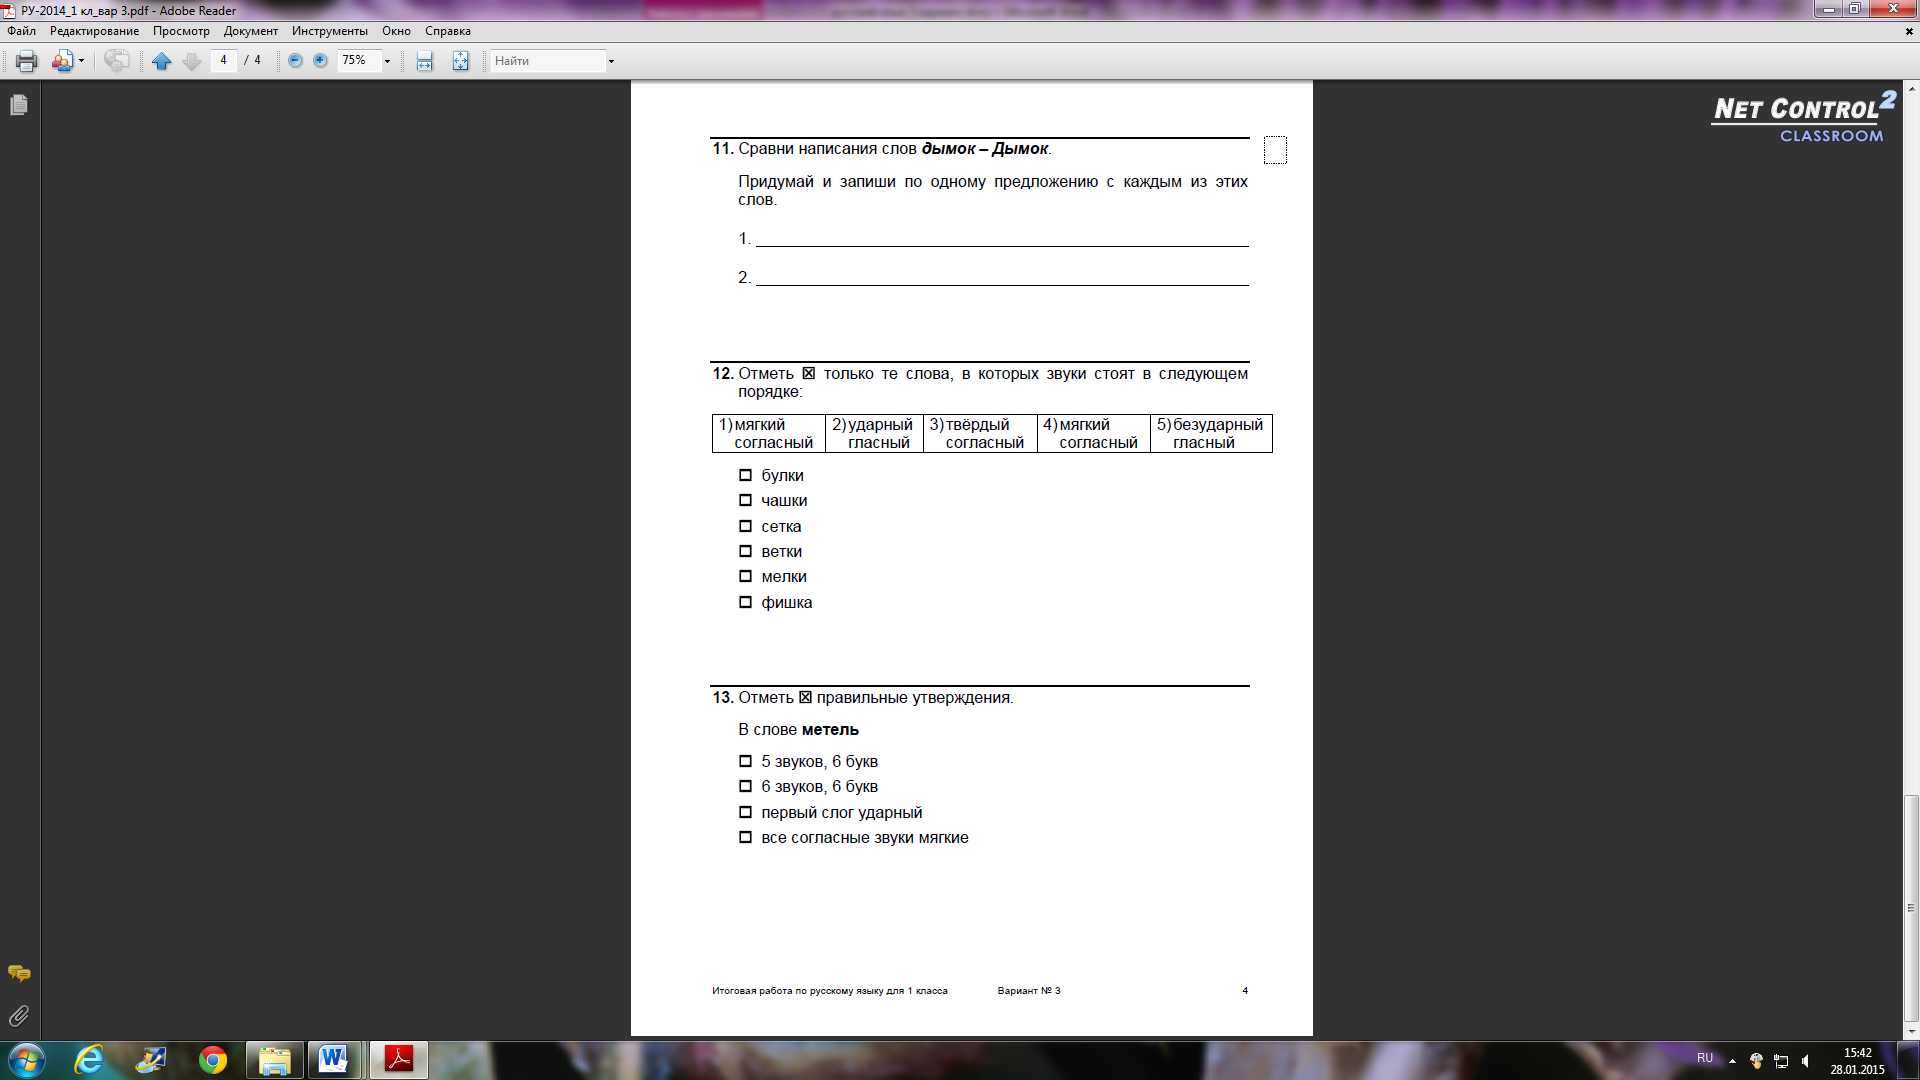 РУ-2014_1 кл_вар 3.pdf - Adobe Reader
Файл Редактирование Просмотр Документ Инструменты Окно Справка
4 / 4 75% Найти
NET CONTROL 2
CLASSROOM
11. Сравни написания слов дымок – Дымок.
Придумай и запиши по одному предложению с каждым из этих
слов.
1.
2.
12. Отметь ☒ только те слова, в которых звуки стоят в следующем
порядке:
1) мягкий 2) ударный 3) твёрдый 4) мягкий 5) безударный
согласный гласный согласный согласный гласный
булки
чашки
сетка
ветки
мелки
фишка
13. Отметь ☒ правильные утверждения.
В слове метель
5 звуков, 6 букв
6 звуков, 6 букв
первый слог ударный
все согласные звуки мягкие
Итоговая работа по русскому языку для 1 класса Вариант № 3 4
RU 15:42
28.01.2015